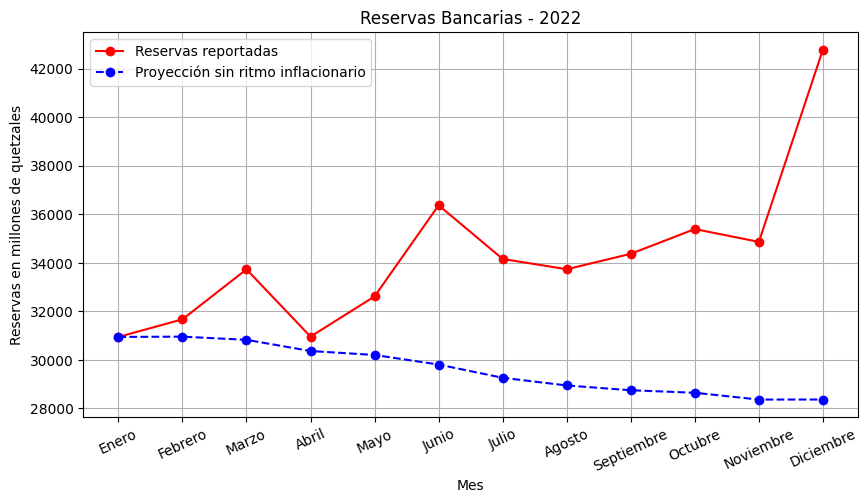 Reservas Bancarias - 2022
Reservas reportadas
Proyección sin ritmo inflacionario
Reservas en millones de quetzales
42000
40000
38000
36000
34000
32000
30000
28000
Enero
Febrero
Marzo
Abril
Mayo
Junio
Julio
Agosto
Septiembre
Octubre
Noviembre
Diciembre
Mes